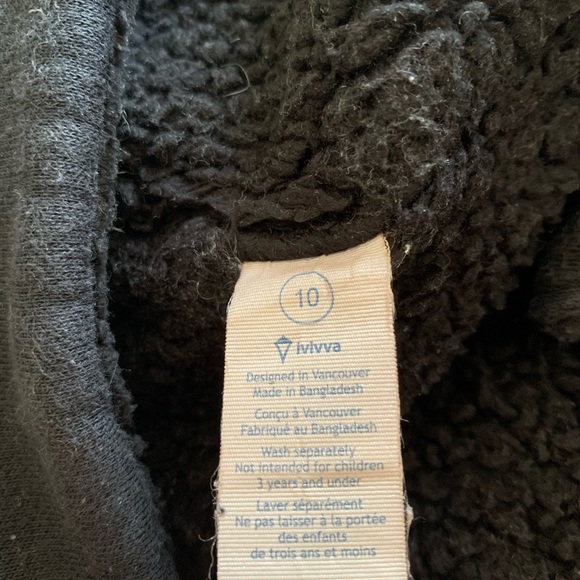 10
ivivva
Designed in Vancouver
Made in Bangladesh
Conçu à Vancouver
Fabriqué au Bangladesh
Wash separately
Not intended for children
3 years and under
Laver séparément
Ne pas laisser à la portée
des enfants
de trois ans et moins